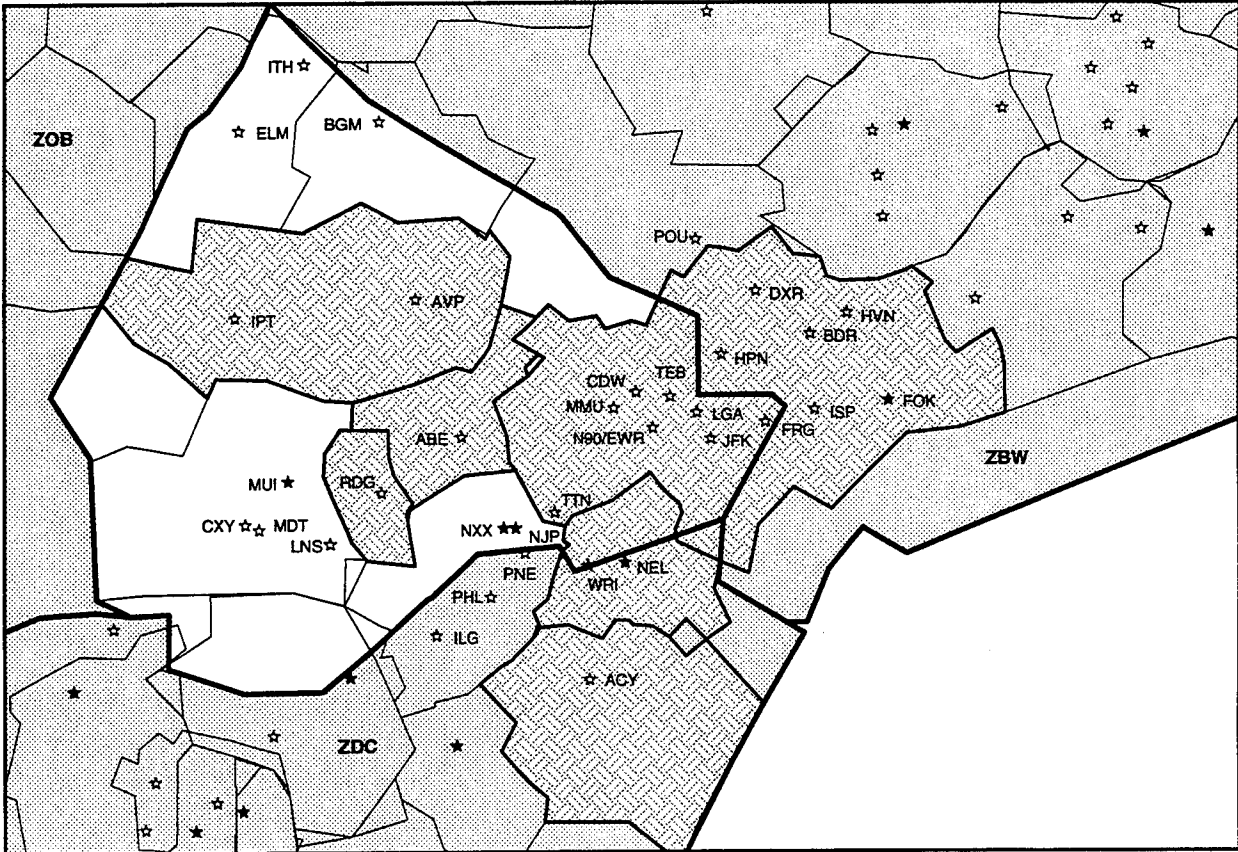 ITH
ELM
BGM
ZOB
POU
DXR
HVN
BDR
AVP
IPT
HPN
TEB
CDW
MMU
LGA
ISP
FOK
FRG
N90/EWR
JFK
ABE
ZBW
MUI
RDG
TTN
CXY
MDT
LNS
NXX
NJP
PNE
WRI
NEL
PHL
ILG
ACY
ZDC